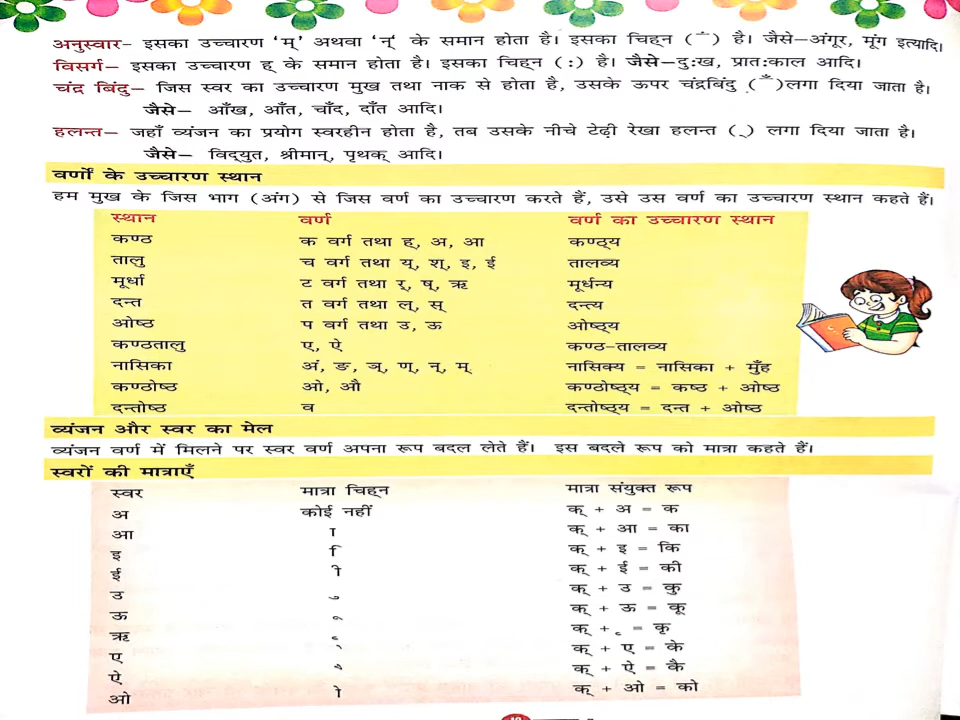 अनुस्वार– इसका उच्चारण 'म्' अथवा 'न्' के समान होता है। इसका चिह्न ( ं ) है। जैसे–अंगूर, मूंग इत्यादि।
विसर्ग– इसका उच्चारण ह् के समान होता है। इसका चिह्न (:) है। जैसे–दुःख, प्रातःकाल आदि।
चंद्र बिंदु– जिस स्वर का उच्चारण मुख तथा नाक से होता है, उसके ऊपर चंद्रबिंदु ( ँ )लगा दिया जाता है।
जैसे– आँख, आँत, चाँद, दाँत आदि।
हलन्त– जहाँ व्यंजन का प्रयोग स्वरहीन होता है, तब उसके नीचे टेढ़ी रेखा हलन्त ( ् ) लगा दिया जाता है।
जैसे– विद्युत, श्रीमान्, पृथक् आदि।
वर्णों के उच्चारण स्थान
हम मुख के जिस भाग (अंग) से जिस वर्ण का उच्चारण करते हैं, उसे उस वर्ण का उच्चारण स्थान कहते हैं।
स्थान वर्ण वर्ण का उच्चारण स्थान
कण्ठ क वर्ग तथा ह्, अ, आ कण्ठ्य
तालु च वर्ग तथा य्, श्, इ, ई तालव्य
मूर्धा ट वर्ग तथा र्, ष्, ऋ मूर्धन्य
दन्त त वर्ग तथा ल्, स् दन्त्य
ओष्ठ प वर्ग तथा उ, ऊ ओष्ठ्य
कण्ठतालु ए, ऐ कण्ठ-तालव्य
नासिका अं, ङ, ञ्, ण्, न्, म् नासिक्य = नासिका + मुँह
कण्ठोष्ठ ओ, औ कण्ठोष्ठ्य = कष्ठ + ओष्ठ
दन्तोष्ठ व दन्तोष्ठ्य = दन्त + ओष्ठ
व्यंजन और स्वर का मेल
व्यंजन वर्ण में मिलने पर स्वर वर्ण अपना रूप बदल लेते हैं। इस बदले रूप को मात्रा कहते हैं।
स्वरों की मात्राएँ
स्वर मात्रा चिह्न मात्रा संयुक्त रूप
अ कोई नहीं क् + अ = क
आ ा क् + आ = का
इ ि क् + इ = कि
ई ी क् + ई = की
उ ु क् + उ = कु
ऊ ू क् + ऊ = कू
ऋ ृ क् + ृ = कृ
ए े क् + ए = के
ऐ ै क् + ऐ = कै
ओ ो क् + ओ = को